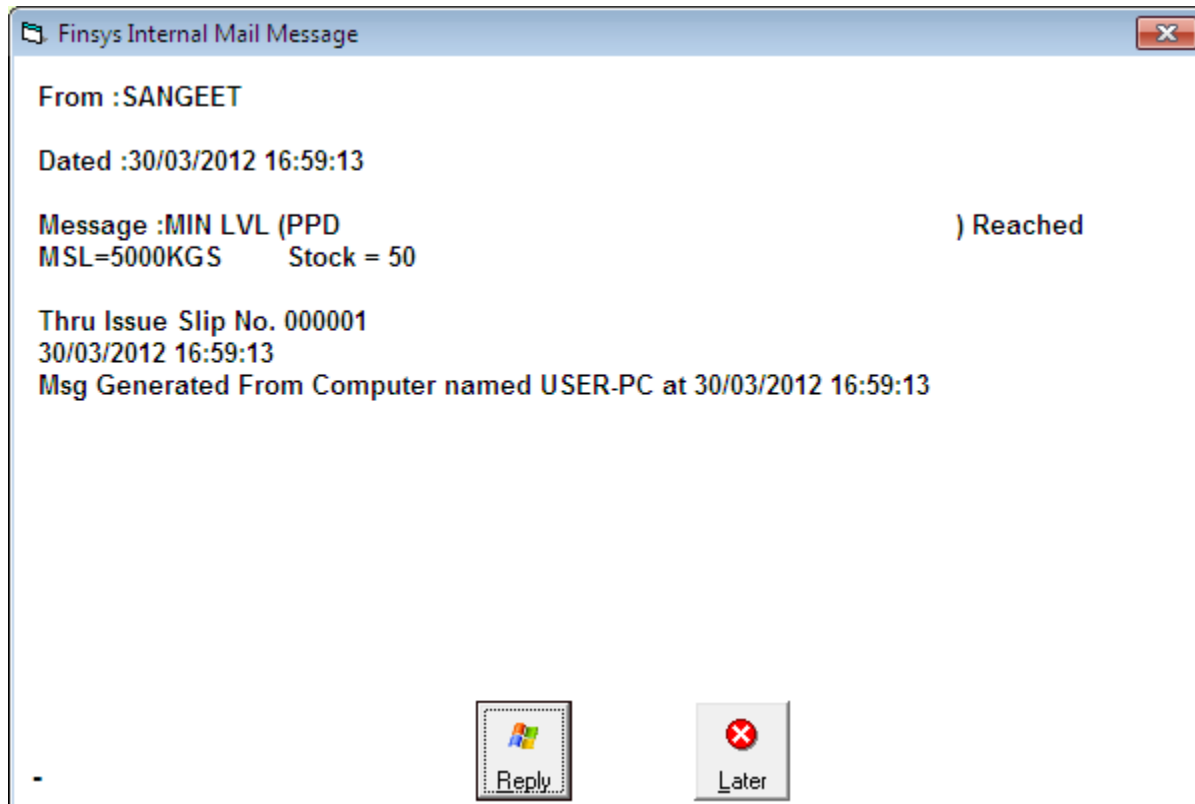 Finsys Internal Mail Message
From :SANGEET
Dated :30/03/2012 16:59:13
Message :MIN LVL (PPD ) Reached
MSL=5000KGS Stock = 50
Thru Issue Slip No. 000001
30/03/2012 16:59:13
Msg Generated From Computer named USER-PC at 30/03/2012 16:59:13
-
Reply
Later